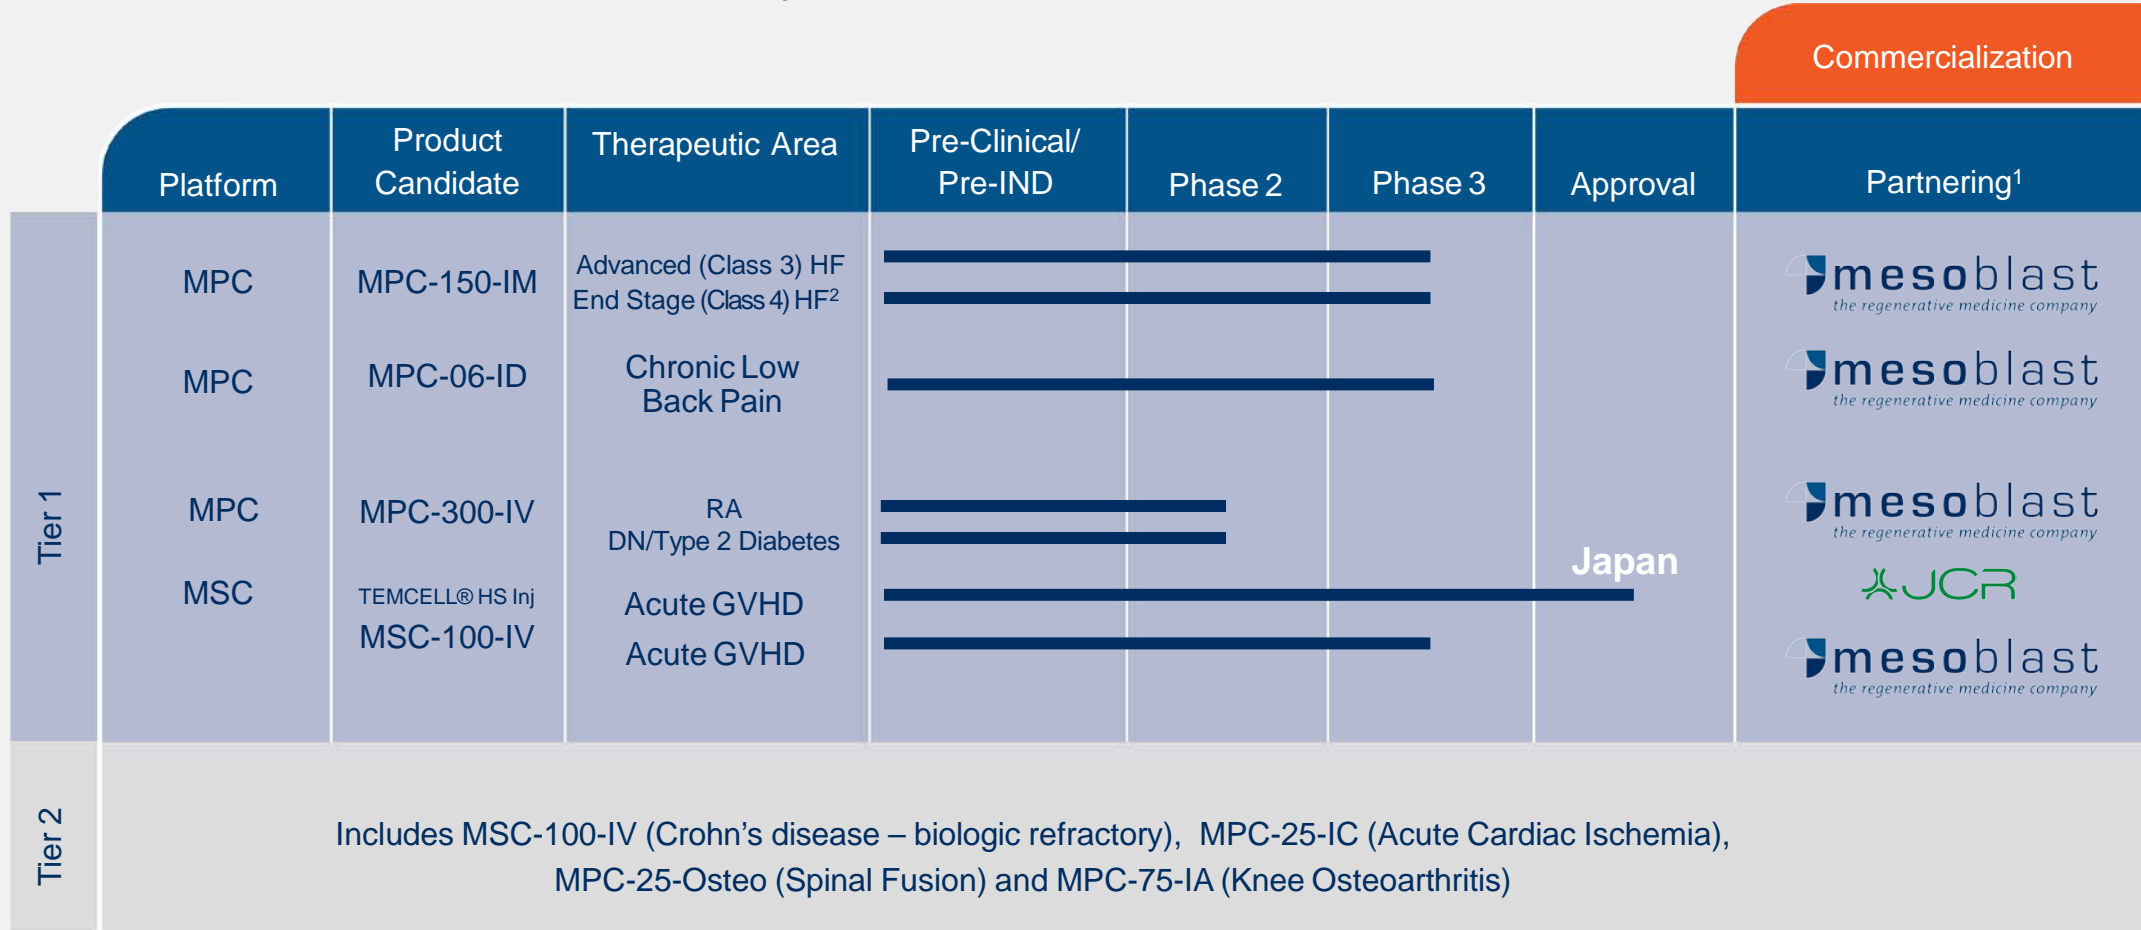 Commercialization
Platform
Product
Candidate
Therapeutic Area
Pre-Clinical/
Pre-IND
Phase 2
Phase 3
Approval
Partnering¹
Tier 1
MPC
MPC-150-IM
Advanced (Class 3) HF
End Stage (Class 4) HF²
mesoblast
the regenerative medicine company
MPC
MPC-06-ID
Chronic Low
Back Pain
mesoblast
the regenerative medicine company
MPC
MPC-300-IV
RA
DN/Type 2 Diabetes
mesoblast
the regenerative medicine company
MSC
TEMCELL® HS Inj
Acute GVHD
Japan
JCR
MSC-100-IV
Acute GVHD
mesoblast
the regenerative medicine company
Tier 2
Includes MSC-100-IV (Crohn’s disease – biologic refractory), MPC-25-IC (Acute Cardiac Ischemia),
MPC-25-Osteo (Spinal Fusion) and MPC-75-IA (Knee Osteoarthritis)